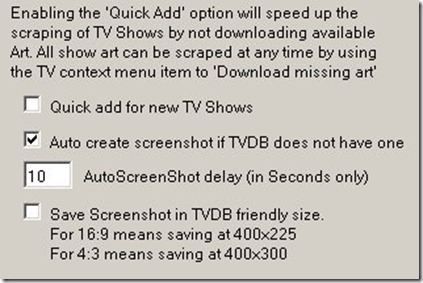 Enabling the 'Quick Add' option will speed up the
scraping of TV Shows by not downloading available
Art. All show art can be scraped at any time by using
the TV context menu item to 'Download missing art'
Quick add for new TV Shows
Auto create screenshot if TVDB does not have one
10 AutoScreenShot delay (in Seconds only)
Save Screenshot in TVDB friendly size.
For 16:9 means saving at 400x225
For 4:3 means saving at 400x300